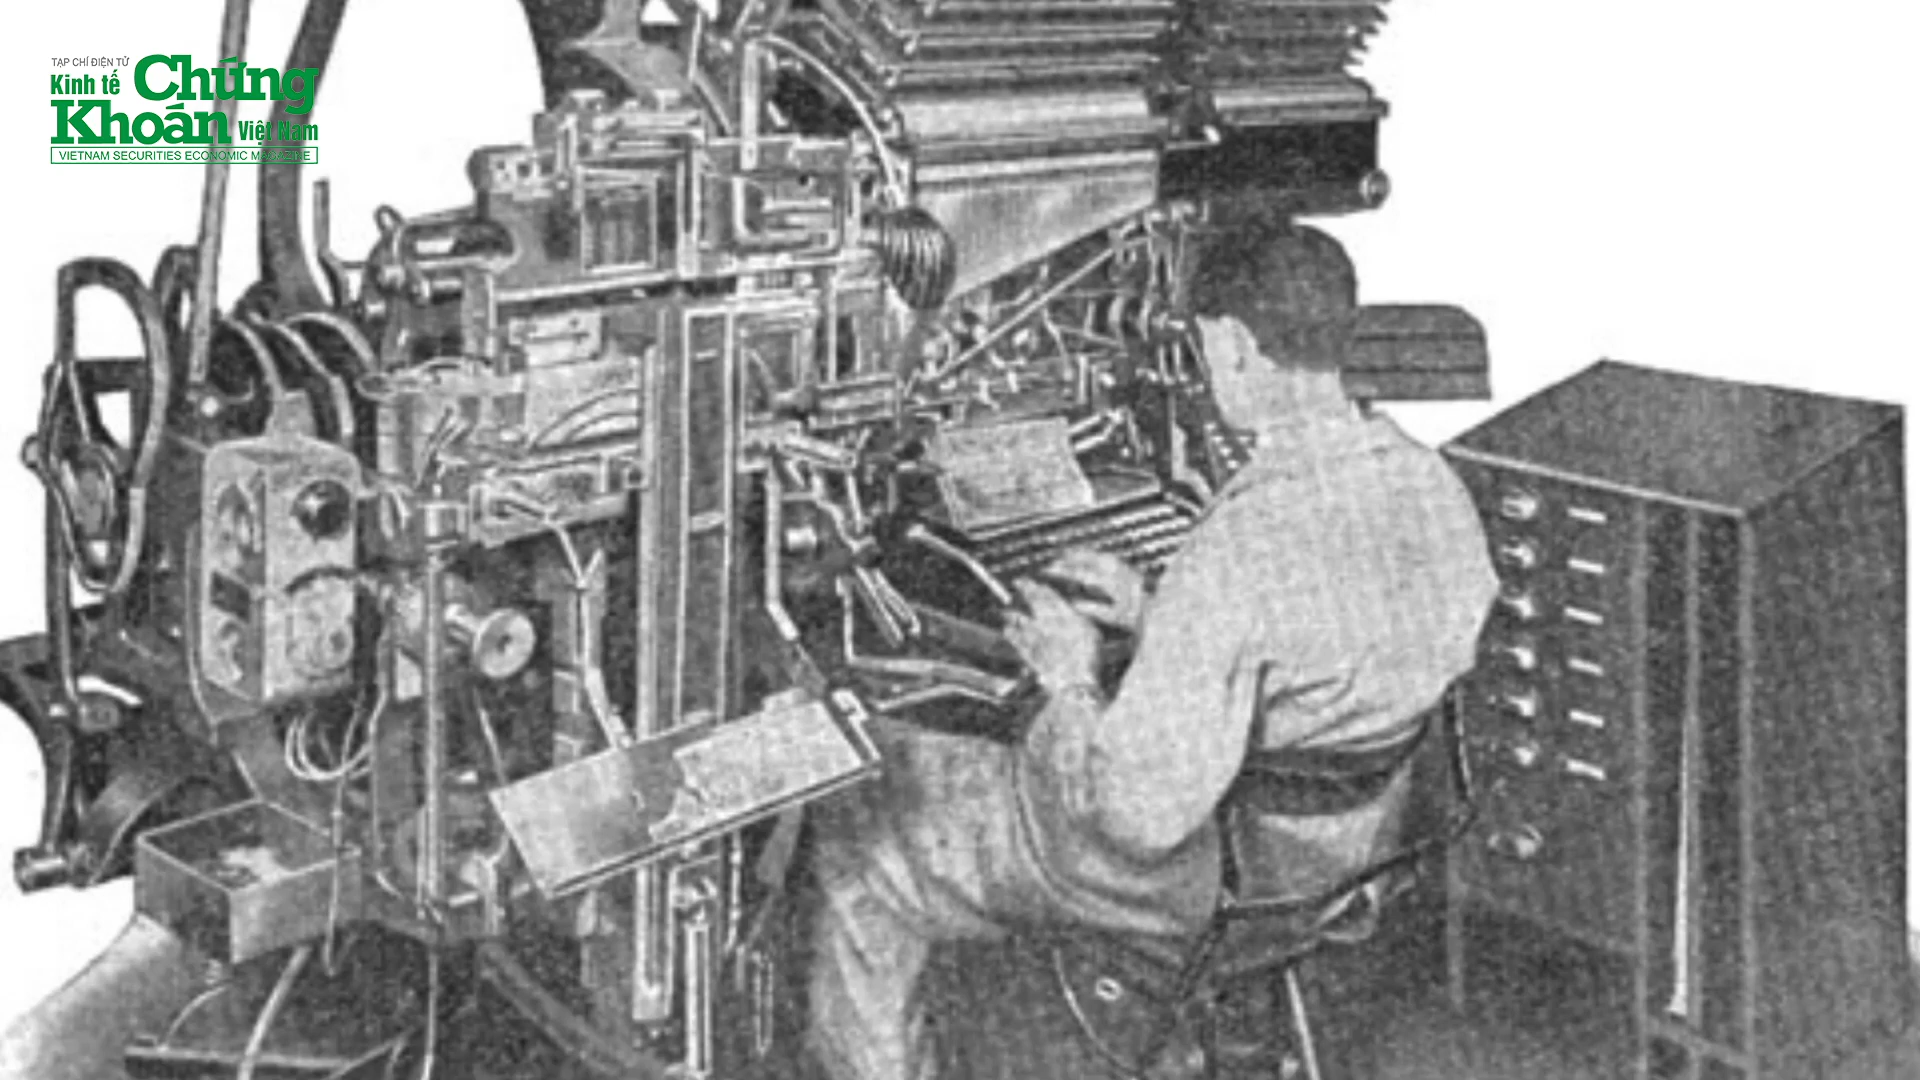 TẠP CHÍ ĐIỆN TỬ
Kinh tế Chứng
Khoán Việt Nam
VIETNAM SECURITIES ECONOMIC MAGAZINE